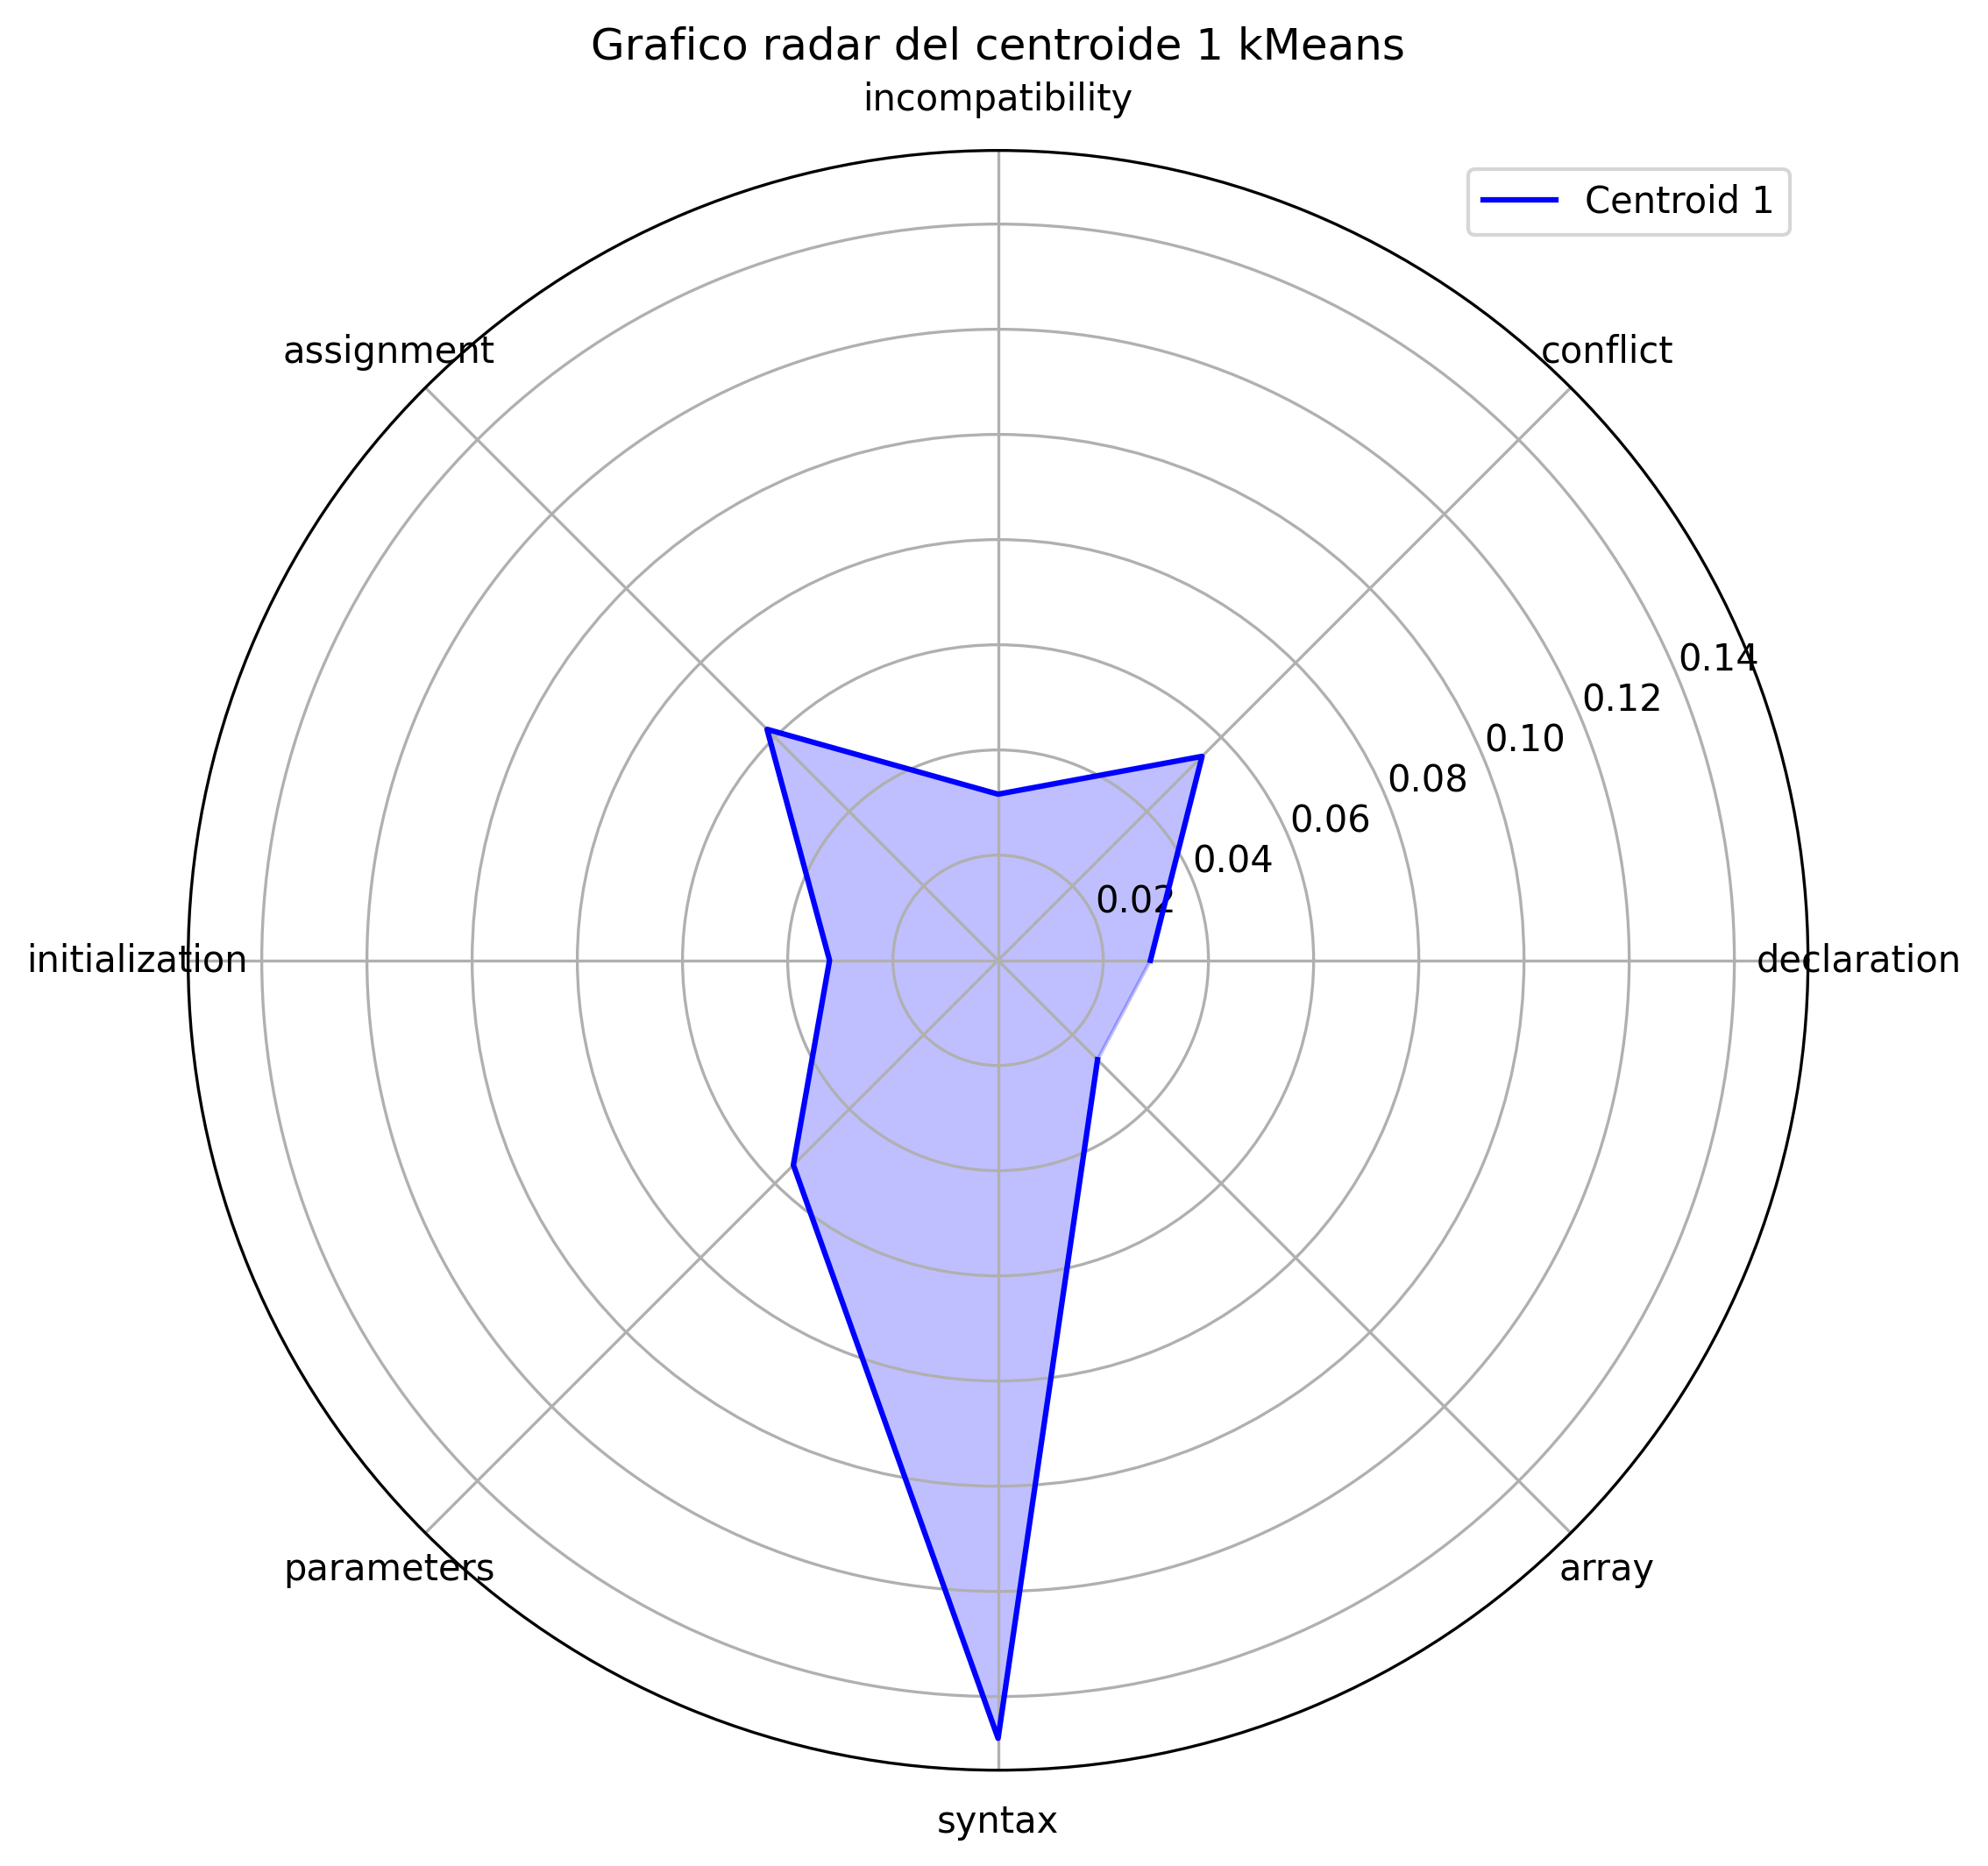 Grafico radar del centroide 1 kMeans
incompatibility
Centroid 1
assignment
conflict
0.14
0.12
0.10
0.08
0.06
0.04
0.02
initialization
declaration
parameters
array
syntax